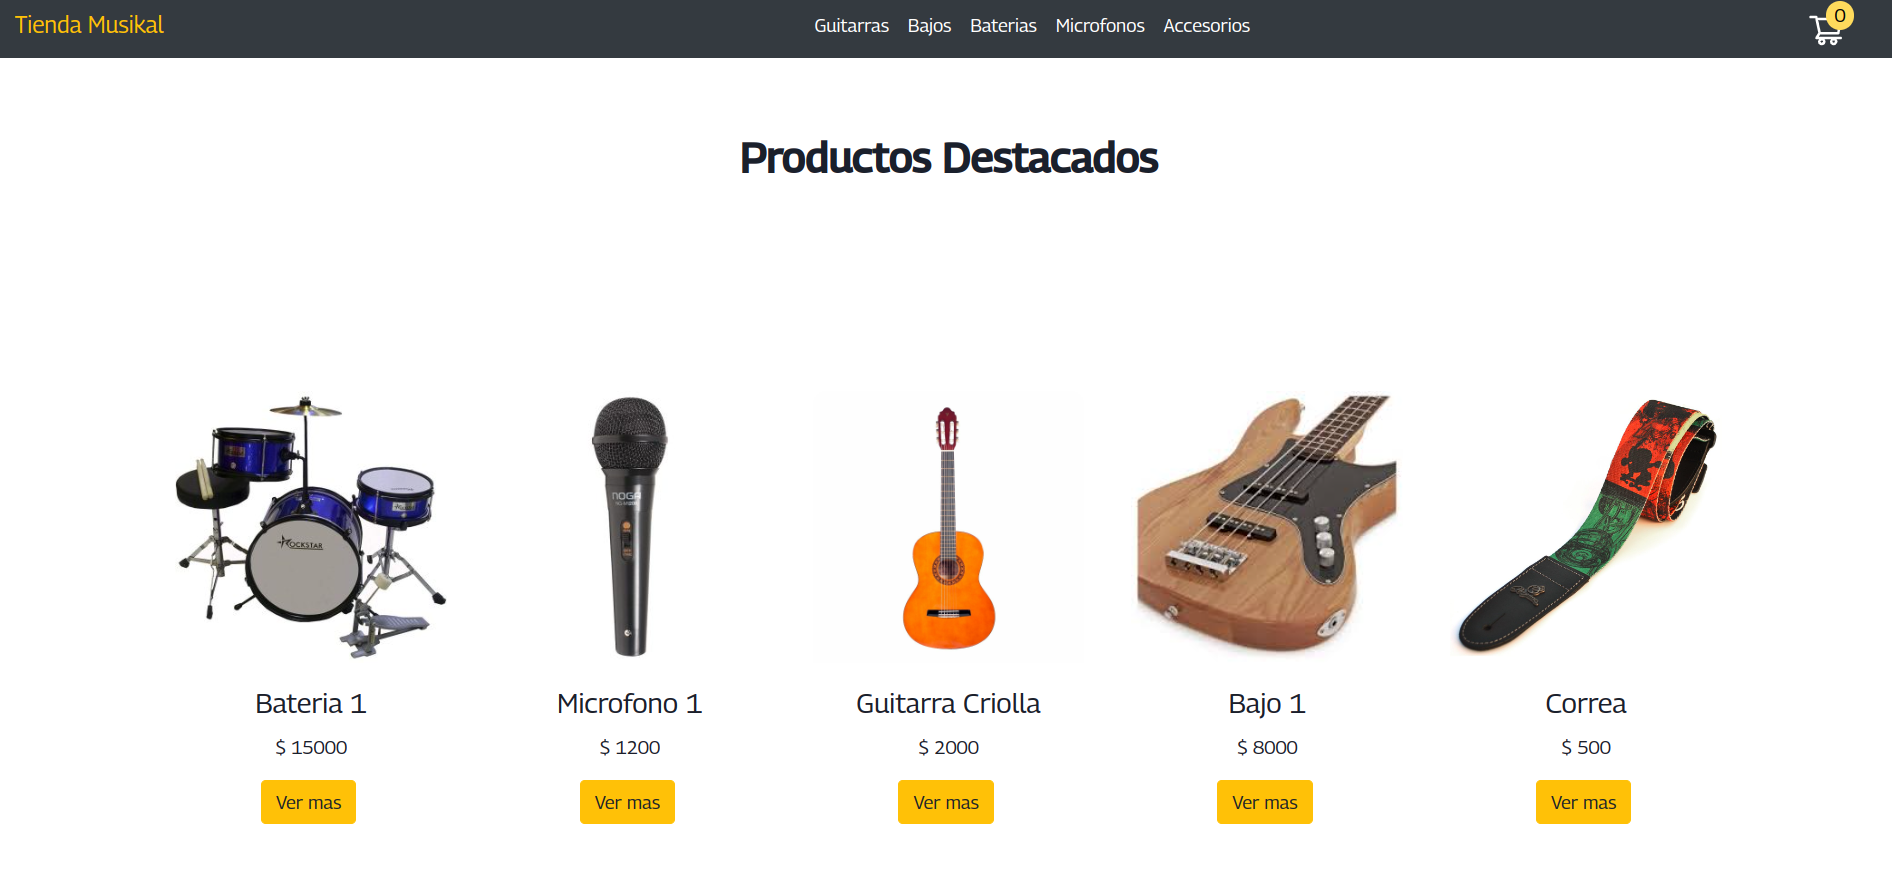 Tienda Musikal
Guitarras Bajos Baterias Microfonos Accesorios
0
Productos Destacados
ROCKSTAR
NOGA
Bateria 1
$ 15000
Ver mas
Microfono 1
$ 1200
Ver mas
Guitarra Criolla
$ 2000
Ver mas
Bajo 1
$ 8000
Ver mas
Correa
$ 500
Ver mas